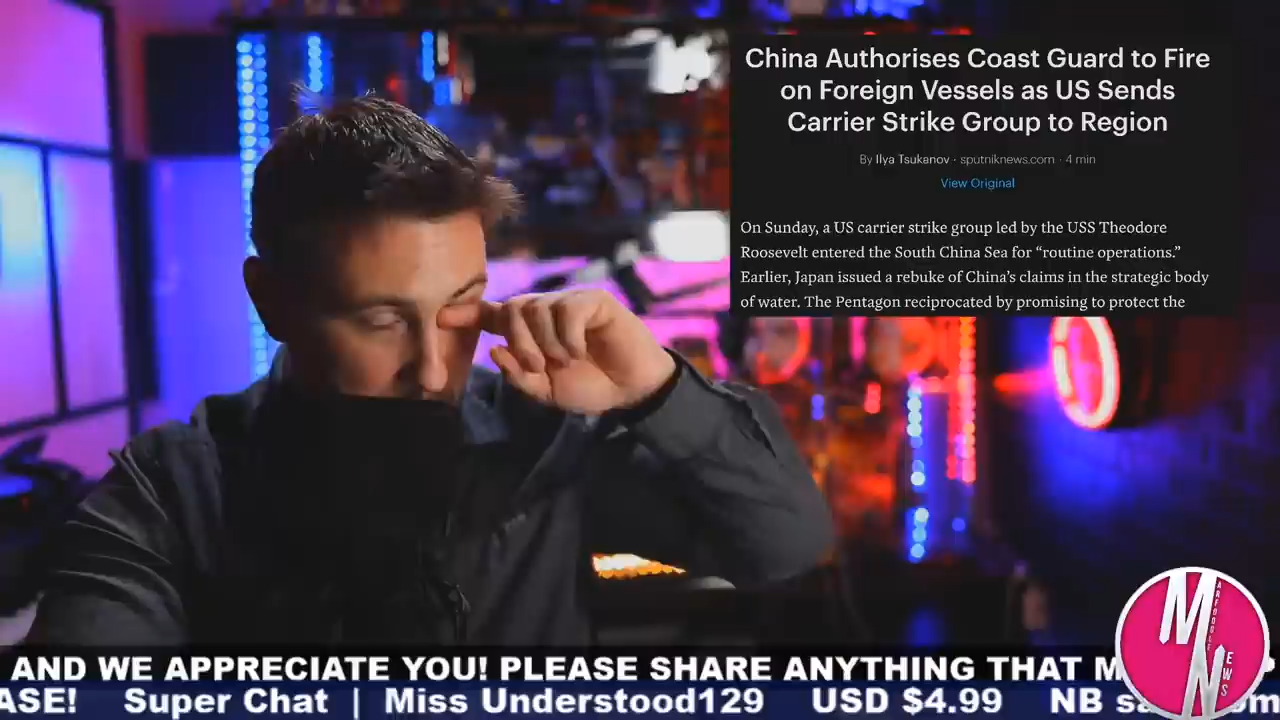 China Authorises Coast Guard to Fire
on Foreign Vessels as US Sends
Carrier Strike Group to Region
By Ilya Tsukanov · sputniknews.com · 4 min
View Original
On Sunday, a US carrier strike group led by the USS Theodore
Roosevelt entered the South China Sea for “routine operations.”
Earlier, Japan issued a rebuke of China’s claims in the strategic body
of water. The Pentagon reciprocated by promising to protect the
AND WE APPRECIATE YOU! PLEASE SHARE ANYTHING THAT M
ASE! Super Chat | Miss Understood129 USD $4.99 NB sa
MARFOOGLE
NEWS